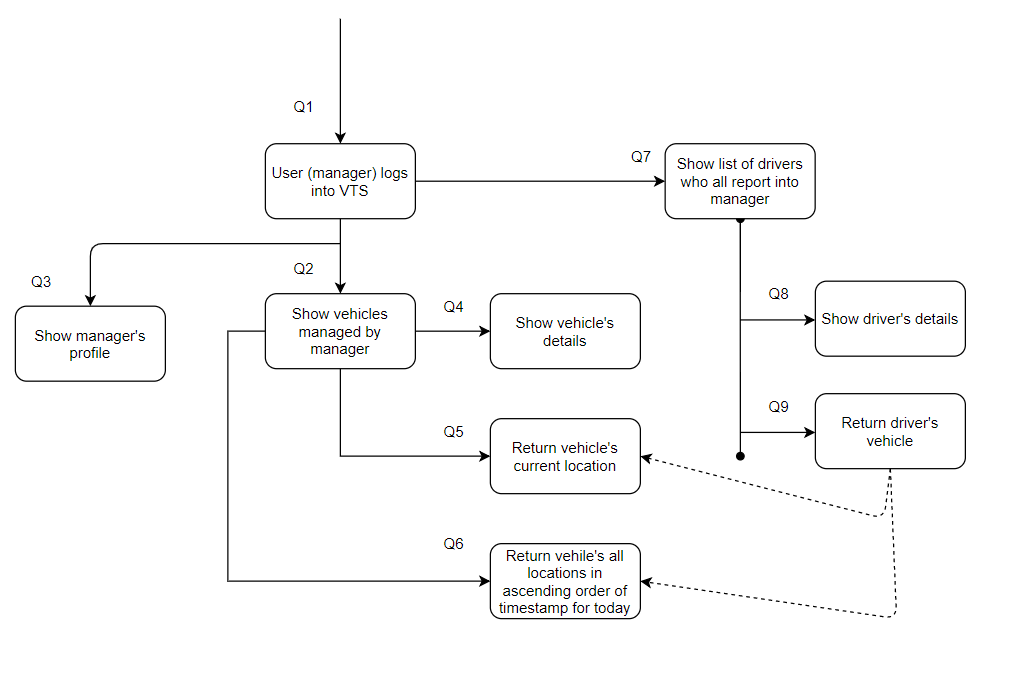 Q1
User (manager) logs
into VTS
Q7
Show list of drivers
who all report into
manager
Q3
Show manager's
profile
Q2
Show vehicles
managed by
manager
Q4
Show vehicle's
details
Q8
Show driver's details
Q5
Return vehicle's
current location
Q9
Return driver's
vehicle
Q6
Return vehile's all
locations in
ascending order of
timestamp for today